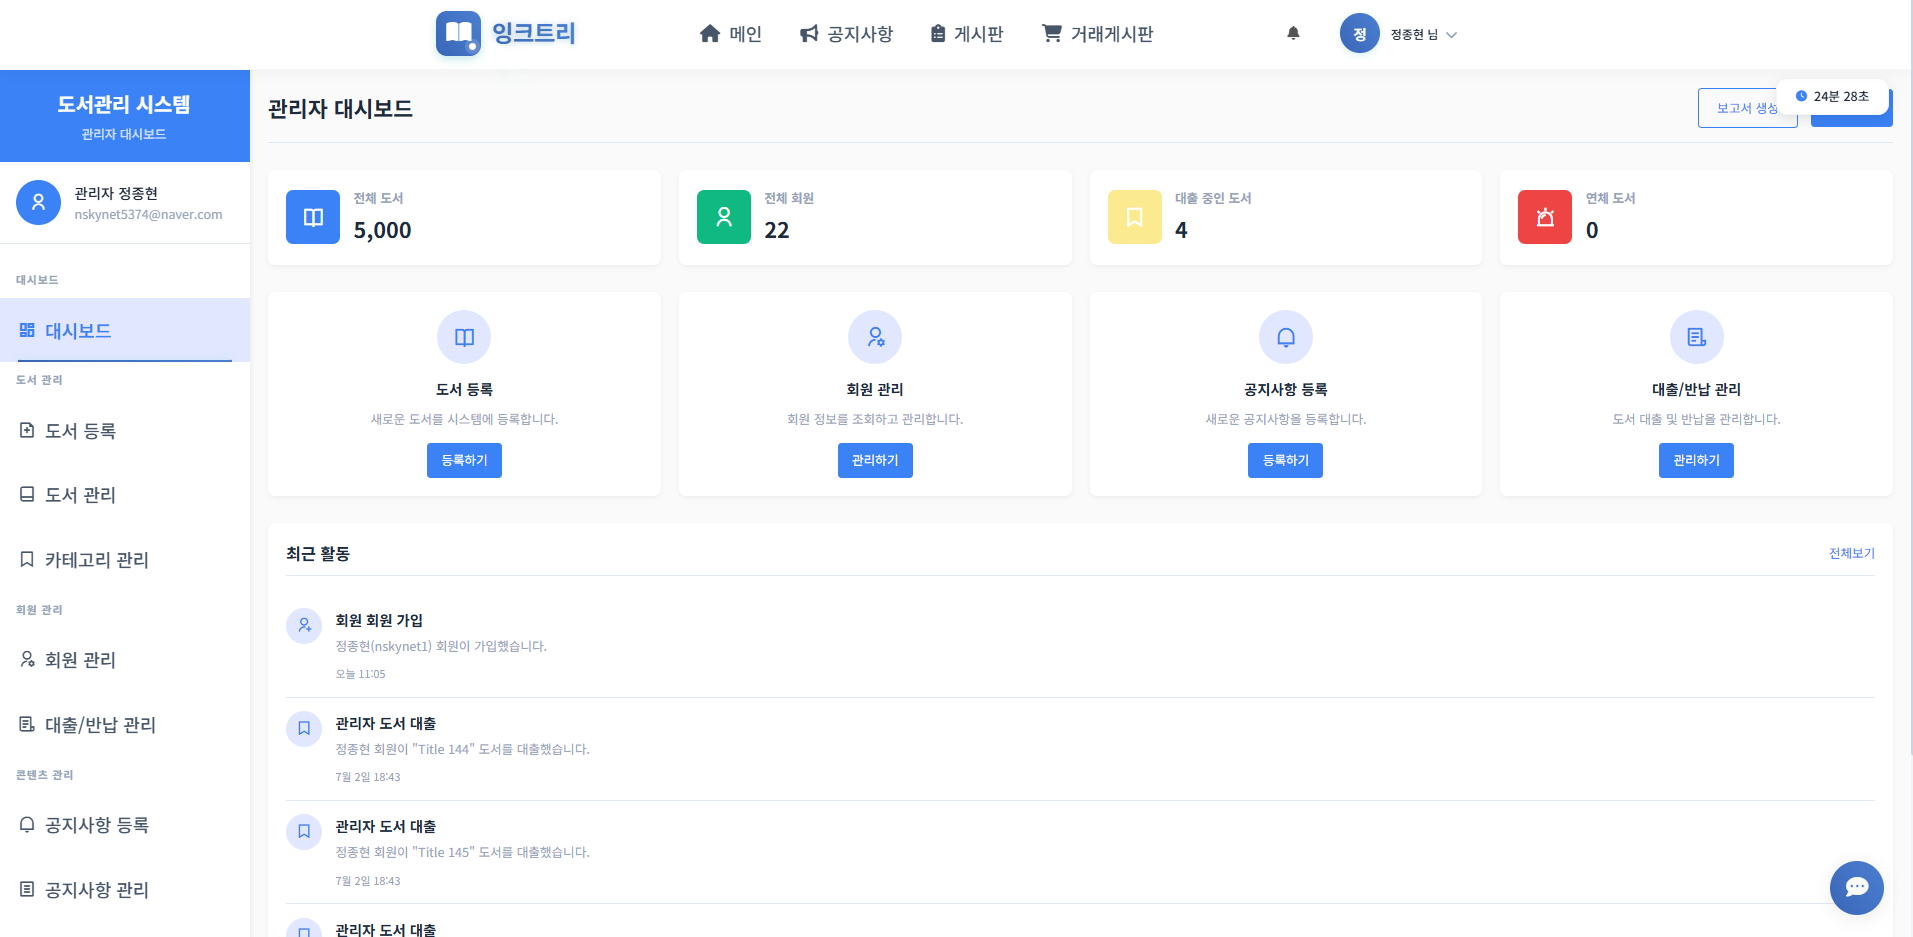 잉크트리
메인
공지사항
게시판
거래게시판
정
정종현 님
도서관리 시스템
관리자 대시보드
관리자 정종현
nskynet5374@naver.com
대시보드
대시보드
도서 관리
도서 등록
도서 관리
카테고리 관리
회원 관리
회원 관리
대출/반납 관리
콘텐츠 관리
공지사항 등록
공지사항 관리
관리자 대시보드
보고서 생성
24분 28초
전체 도서
5,000
전체 회원
22
대출 중인 도서
4
연체 도서
0
도서 등록
새로운 도서를 시스템에 등록합니다.
등록하기
회원 관리
회원 정보를 조회하고 관리합니다.
관리하기
공지사항 등록
새로운 공지사항을 등록합니다.
등록하기
대출/반납 관리
도서 대출 및 반납을 관리합니다.
관리하기
최근 활동
전체보기
회원 회원 가입
정종현(nskynet1) 회원이 가입했습니다.
오늘 11:05
관리자 도서 대출
정종현 회원이 "Title 144" 도서를 대출했습니다.
7월 2일 18:43
관리자 도서 대출
정종현 회원이 "Title 145" 도서를 대출했습니다.
7월 2일 18:43
관리자 도서 대출